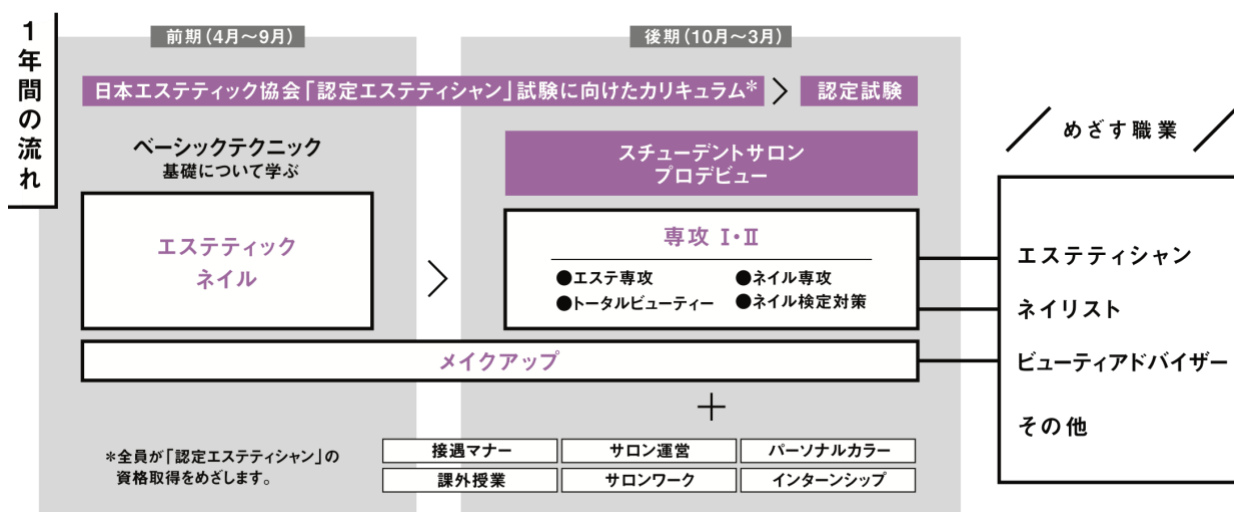 1年間の流れ
前期(4月〜9月)
後期(10月〜3月)
日本エステティック協会「認定エステティシャン」試験に向けたカリキュラム*
>
認定試験
ベーシックテクニック
基礎について学ぶ
エステティック
ネイル
>
スチューデントサロン
プロデビュー
専攻 I・II
●エステ専攻
●ネイル専攻
●トータルビューティー
●ネイル検定対策
メイクアップ
+
接遇マナー
サロン運営
パーソナルカラー
課外授業
サロンワーク
インターンシップ
*全員が「認定エステティシャン」の
資格取得をめざします。
めざす職業
エステティシャン
ネイリスト
ビューティアドバイザー
その他